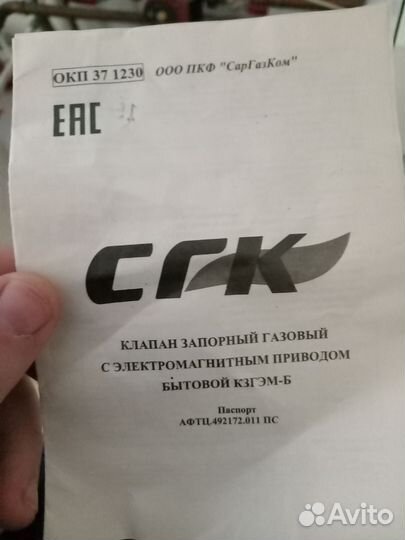 ОКП 37 1230 ООО ПКФ "СарГазКом"
ЕАС
СГК
КЛАПАН ЗАПОРНЫЙ ГАЗОВЫЙ
С ЭЛЕКТРОМАГНИТНЫМ ПРИВОДОМ
БЫТОВОЙ КЗГЭМ-Б
Паспорт
АФТЦ.492172.011 ПС
Avito